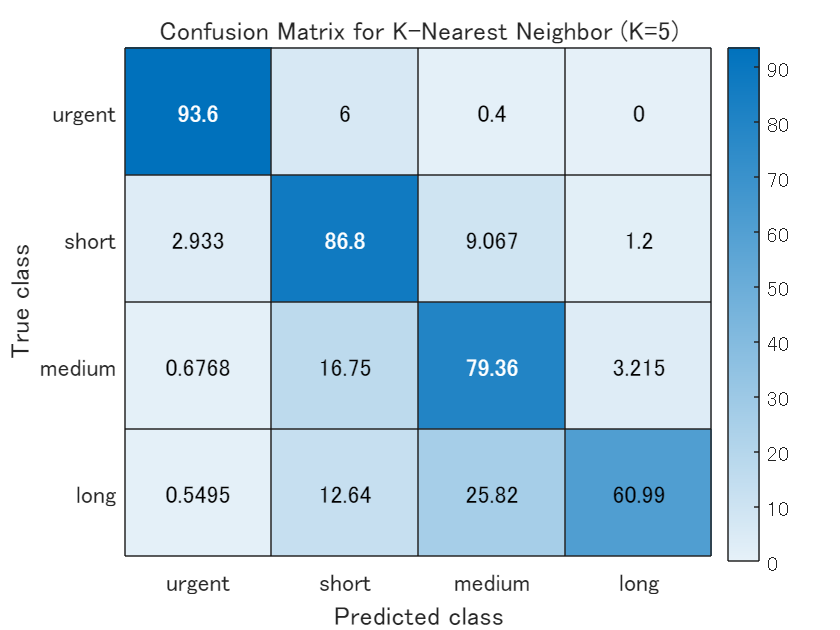 Confusion Matrix for K-Nearest Neighbor (K=5)
urgent 93.6 6 0.4 0
short 2.933 86.8 9.067 1.2
medium 0.6768 16.75 79.36 3.215
long 0.5495 12.64 25.82 60.99
urgent short medium long
Predicted class
True class
90
80
70
60
50
40
30
20
10
0